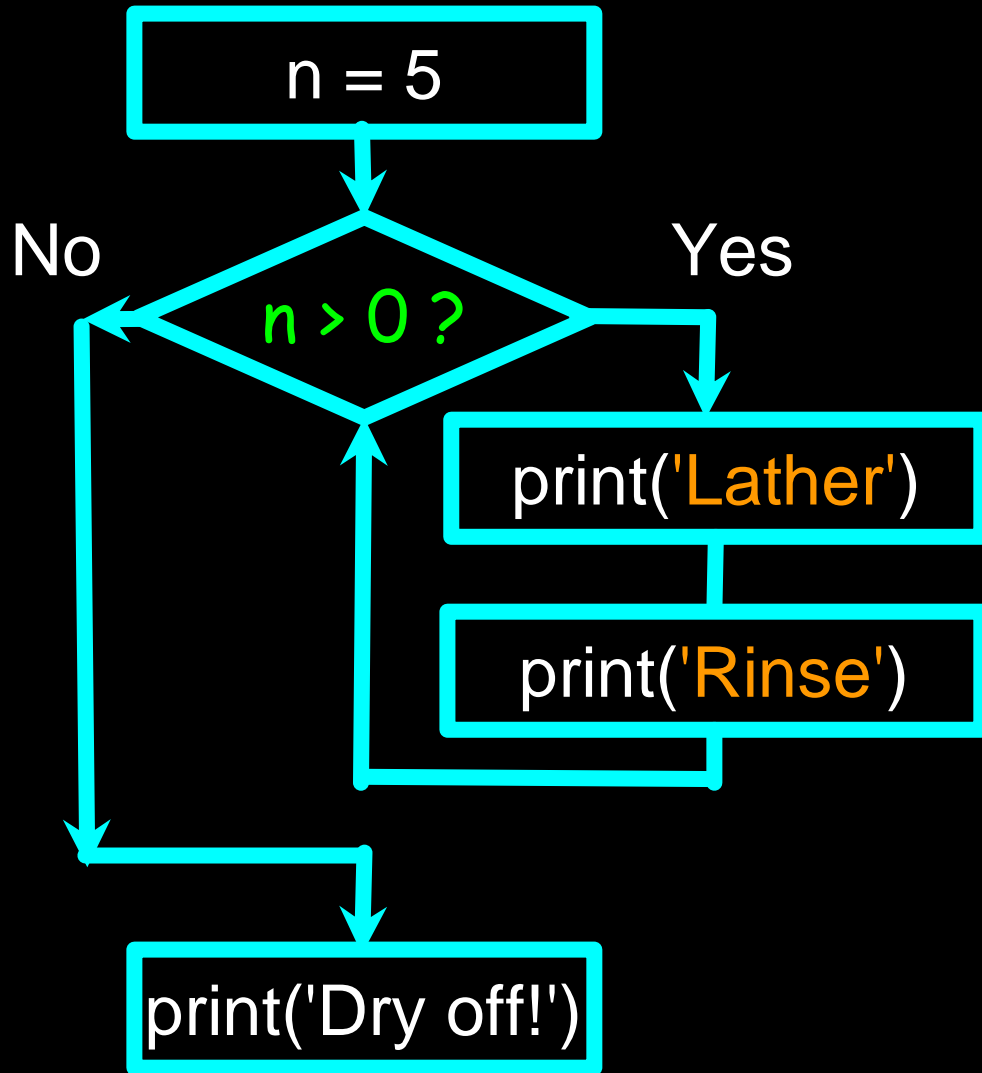 n = 5
No
Yes
n > 0 ?
print('Lather')
print('Rinse')
print('Dry off!')